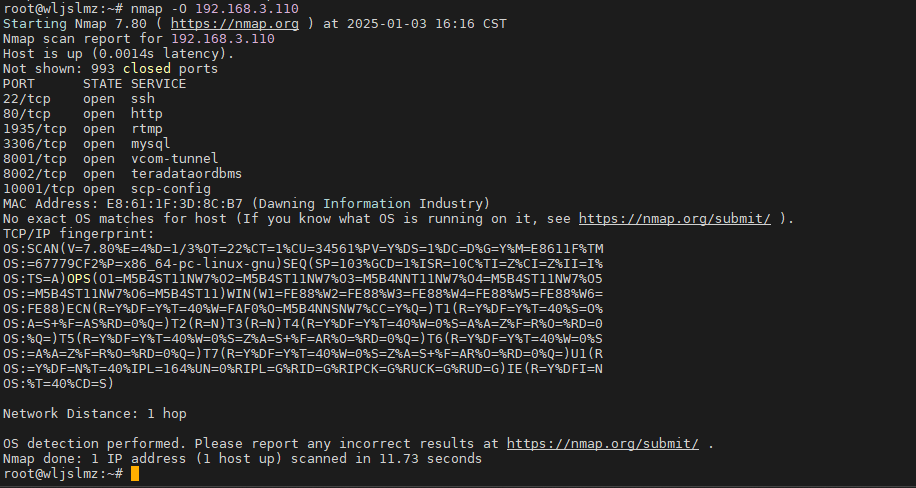 root@wljslmz:~# nmap -O 192.168.3.110
Starting Nmap 7.80 ( https://nmap.org ) at 2025-01-03 16:16 CST
Nmap scan report for 192.168.3.110
Host is up (0.0014s latency).
Not shown: 993 closed ports
PORT      STATE SERVICE
22/tcp    open  ssh
80/tcp    open  http
1935/tcp  open  rtmp
3306/tcp  open  mysql
8001/tcp  open  vcom-tunnel
8002/tcp  open  teradataordbms
10001/tcp open  scp-config
MAC Address: E8:61:1F:3D:8C:B7 (Dawning Information Industry)
No exact OS matches for host (If you know what OS is running on it, see https://nmap.org/submit/ ).
TCP/IP fingerprint:
OS:SCAN(V=7.80%E=4%D=1/3%OT=22%CT=1%CU=34561%PV=Y%DS=1%DC=D%G=Y%M=E8611F%TM
OS:=67779CF2%P=x86_64-pc-linux-gnu)SEQ(SP=103%GCD=1%ISR=10C%TI=Z%CI=Z%II=I%
OS:TS=A)OPS(O1=M5B4ST11NW7%O2=M5B4ST11NW7%O3=M5B4NNT11NW7%O4=M5B4ST11NW7%O5
OS:=M5B4ST11NW7%O6=M5B4ST11)WIN(W1=FE88%W2=FE88%W3=FE88%W4=FE88%W5=FE88%W6=
OS:FE88)ECN(R=Y%DF=Y%T=40%W=FAF0%O=M5B4NNSNW7%CC=Y%Q=)T1(R=Y%DF=Y%T=40%S=O%
OS:A=S+%F=AS%RD=0%Q=)T2(R=N)T3(R=N)T4(R=Y%DF=Y%T=40%W=0%S=A%A=Z%F=R%O=%RD=0
OS:%Q=)T5(R=Y%DF=Y%T=40%W=0%S=Z%A=S+%F=AR%O=%RD=0%Q=)T6(R=Y%DF=Y%T=40%W=0%S
OS:=A%A=Z%F=R%O=%RD=0%Q=)T7(R=Y%DF=Y%T=40%W=0%S=Z%A=S+%F=AR%O=%RD=0%Q=)U1(R
OS:=Y%DF=N%T=40%IPL=164%UN=0%RIPL=G%RID=G%RIPCK=G%RUCK=G%RUD=G)IE(R=Y%DFI=N
OS:%T=40%CD=S)
Network Distance: 1 hop
OS detection performed. Please report any incorrect results at https://nmap.org/submit/ .
Nmap done: 1 IP address (1 host up) scanned in 11.73 seconds
root@wljslmz:~#